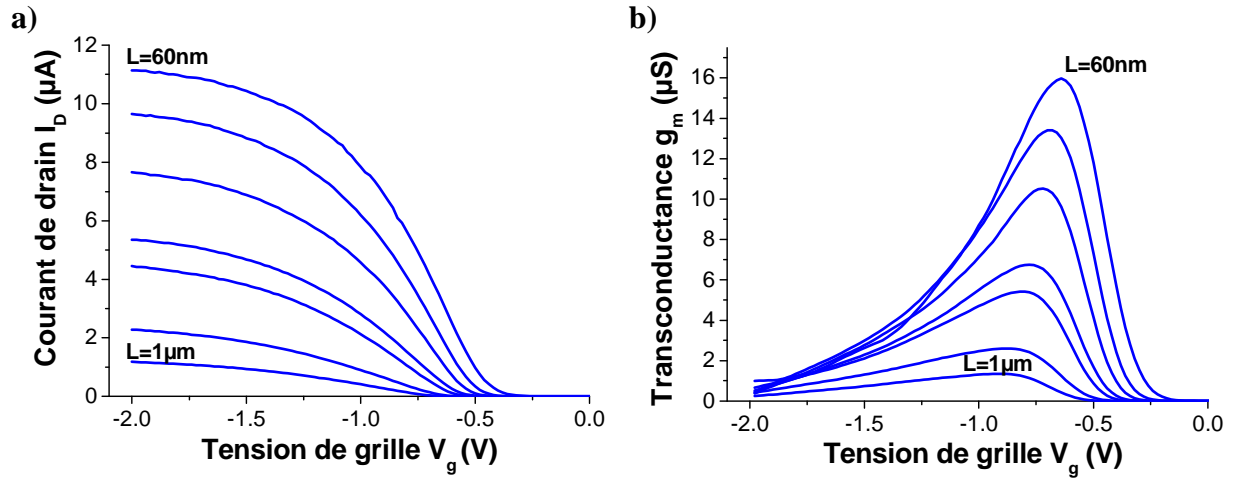 a)
Courant de drain I_D (µA)
12
10
8
6
4
2
0
L=60nm
L=1µm
-2.0 -1.5 -1.0 -0.5 0.0
Tension de grille V_g (V)
b)
Transconductance g_m (µS)
16
14
12
10
8
6
4
2
0
L=60nm
L=1µm
-2.0 -1.5 -1.0 -0.5 0.0
Tension de grille V_g (V)